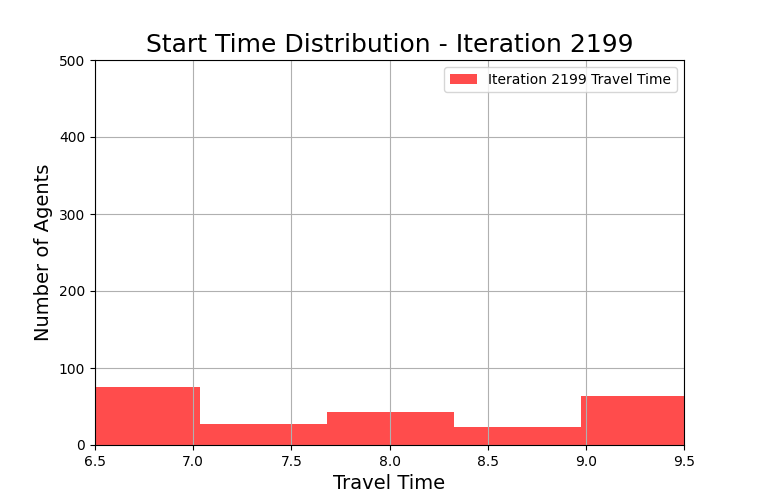 Start Time Distribution - Iteration 2199
Iteration 2199 Travel Time
Number of Agents
500
400
300
200
100
0
6.5 7.0 7.5 8.0 8.5 9.0 9.5
Travel Time